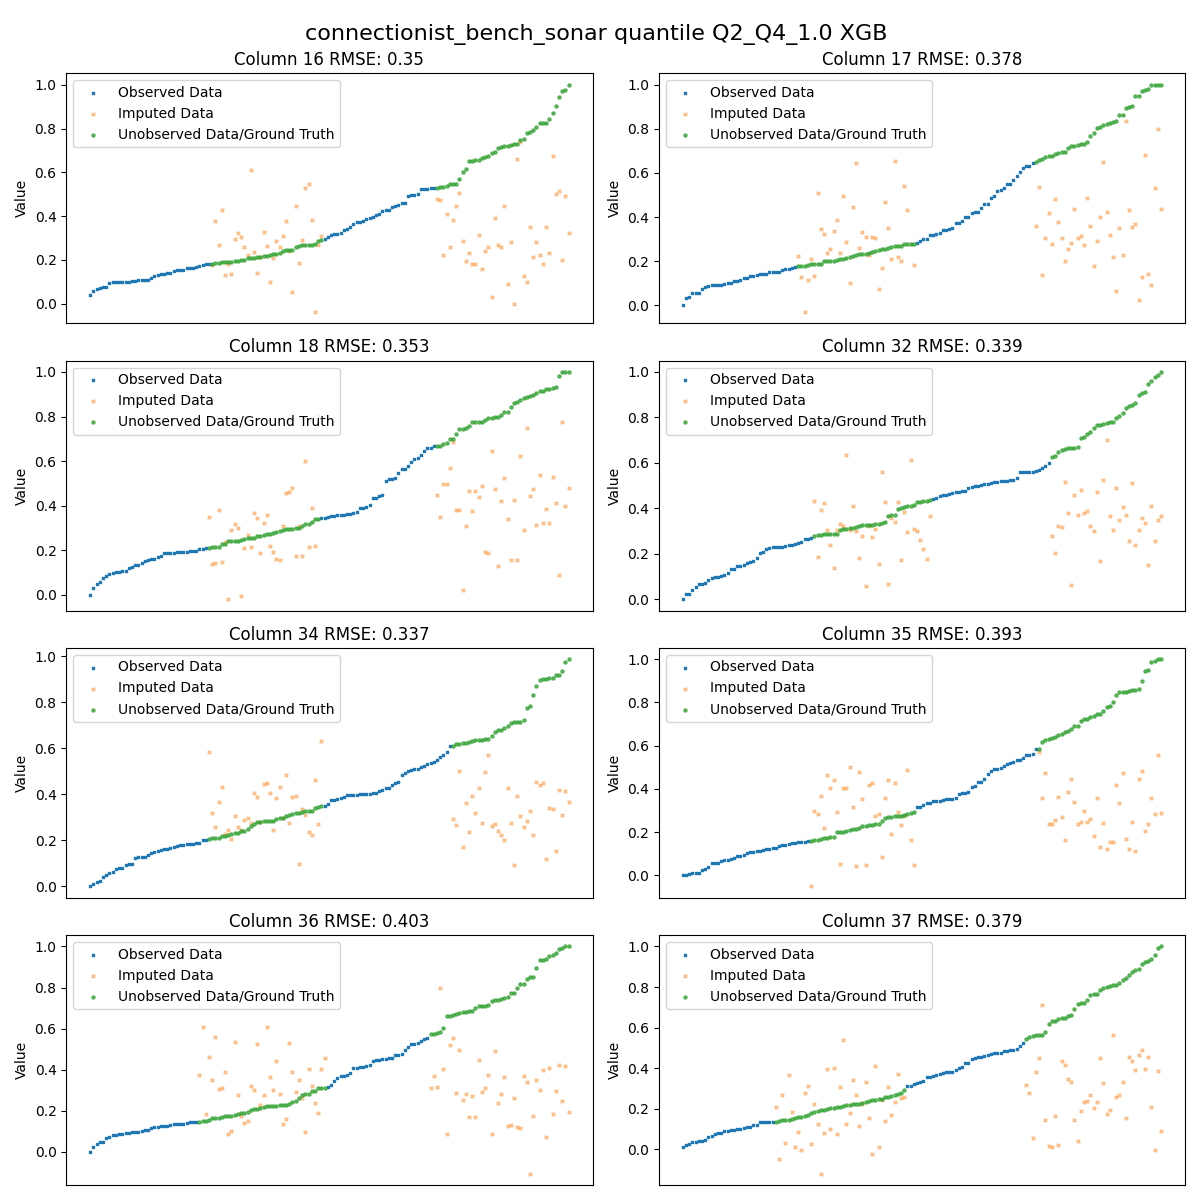 connectionist_bench_sonar quantile Q2_Q4_1.0 XGB
Column 16 RMSE: 0.35
Value
1.0
0.8
0.6
0.4
0.2
0.0
Observed Data
Imputed Data
Unobserved Data/Ground Truth
Column 17 RMSE: 0.378
Value
1.0
0.8
0.6
0.4
0.2
0.0
Observed Data
Imputed Data
Unobserved Data/Ground Truth
Column 18 RMSE: 0.353
Value
1.0
0.8
0.6
0.4
0.2
0.0
Observed Data
Imputed Data
Unobserved Data/Ground Truth
Column 32 RMSE: 0.339
Value
1.0
0.8
0.6
0.4
0.2
0.0
Observed Data
Imputed Data
Unobserved Data/Ground Truth
Column 34 RMSE: 0.337
Value
1.0
0.8
0.6
0.4
0.2
0.0
Observed Data
Imputed Data
Unobserved Data/Ground Truth
Column 35 RMSE: 0.393
Value
1.0
0.8
0.6
0.4
0.2
0.0
Observed Data
Imputed Data
Unobserved Data/Ground Truth
Column 36 RMSE: 0.403
Value
1.0
0.8
0.6
0.4
0.2
0.0
Observed Data
Imputed Data
Unobserved Data/Ground Truth
Column 37 RMSE: 0.379
Value
1.0
0.8
0.6
0.4
0.2
0.0
Observed Data
Imputed Data
Unobserved Data/Ground Truth